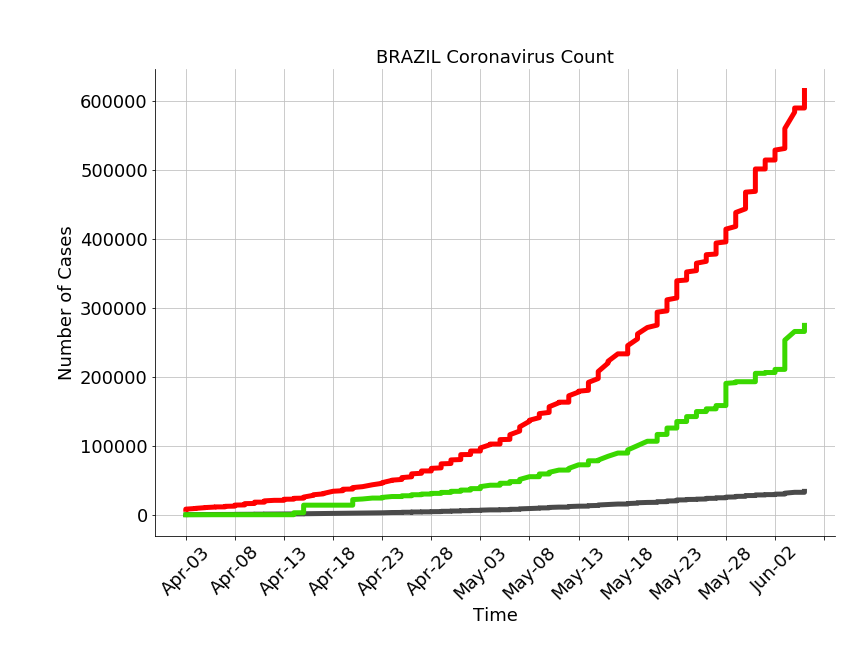 BRAZIL Coronavirus Count
600000
500000
400000
300000
200000
100000
0
Number of Cases
Apr-03
Apr-08
Apr-13
Apr-18
Apr-23
Apr-28
May-03
May-08
May-13
May-18
May-23
May-28
Jun-02
Time